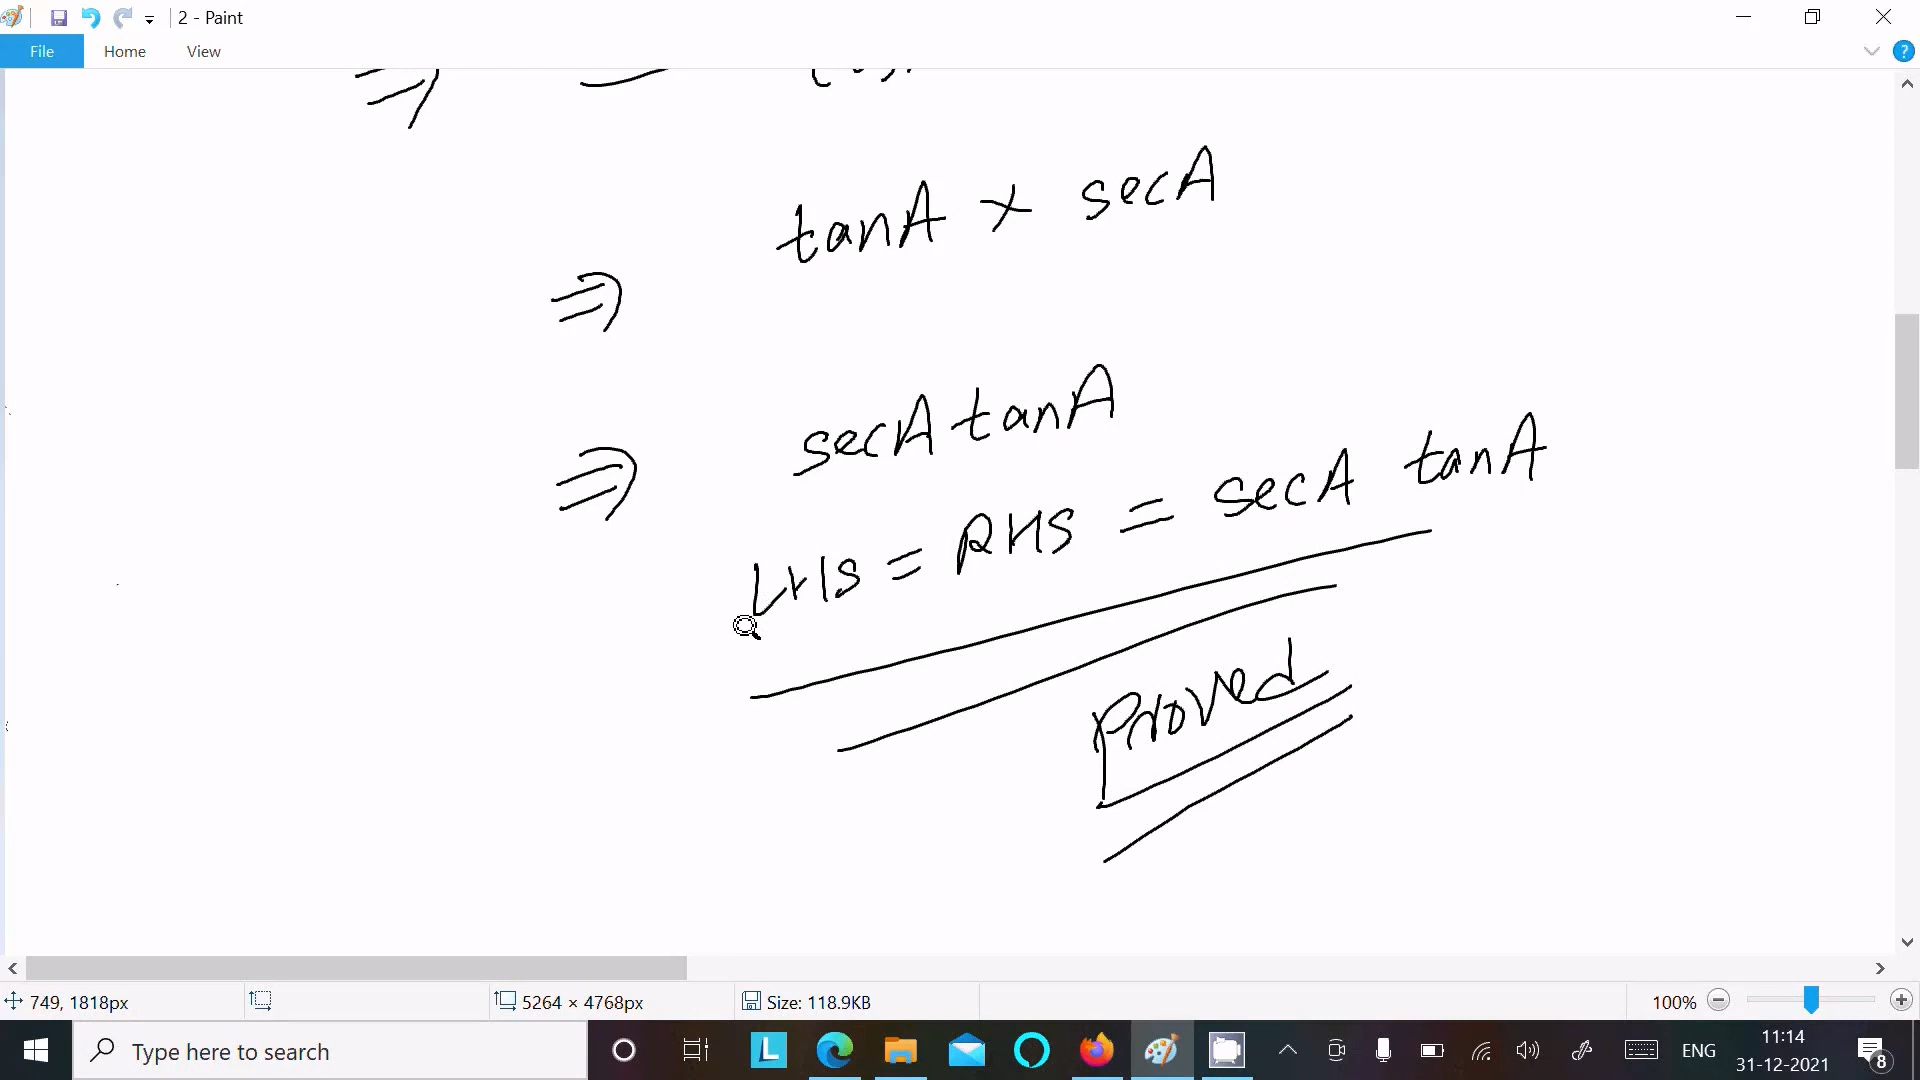 2 - Paint
File Home View
⇒
tanA × secA
⇒
secA tanA
⇒
LHS = RHS = secA tanA
Proved
749, 1818px 5264 × 4768px Size: 118.9KB 100%
Type here to search
L
ENG
11:14
31-12-2021
8